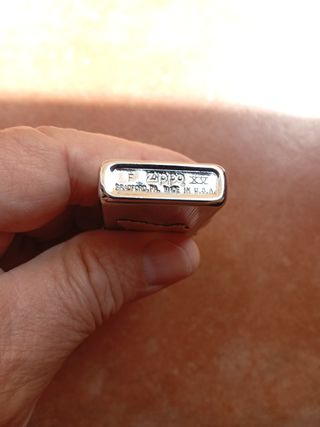 F Zippo XV
BRADFORD, PA. MADE IN U.S.A.